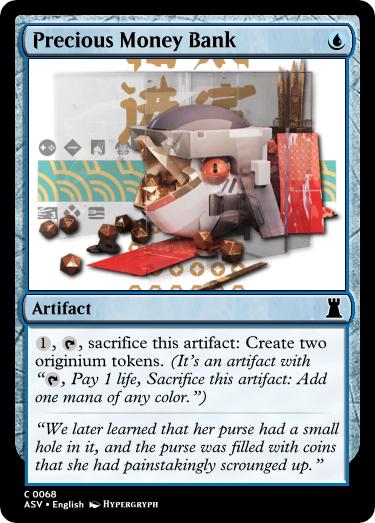 Precious Money Bank
Artifact
1, , sacrifice this artifact: Create two
originium tokens. (It's an artifact with
“, Pay 1 life, Sacrifice this artifact: Add
one mana of any color.”)
“We later learned that her purse had a small
hole in it, and the purse was filled with coins
that she had painstakingly scrounged up.”
C 0068
ASV • English HYPERGRYPH